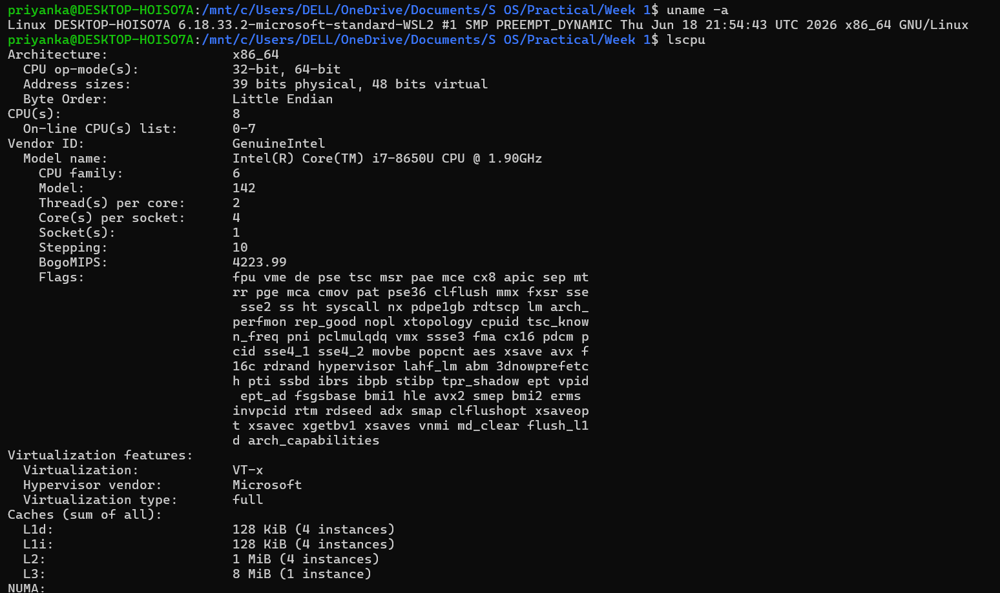 priyanka@DESKTOP-HOISO7A:/mnt/c/Users/DELL/OneDrive/Documents/S OS/Practical/Week 1$ uname -a
Linux DESKTOP-HOISO7A 6.18.33.2-microsoft-standard-WSL2 #1 SMP PREEMPT_DYNAMIC Thu Jun 18 21:54:43 UTC 2026 x86_64 GNU/Linux
priyanka@DESKTOP-HOISO7A:/mnt/c/Users/DELL/OneDrive/Documents/S OS/Practical/Week 1$ lscpu
Architecture: x86_64
CPU op-mode(s): 32-bit, 64-bit
Address sizes: 39 bits physical, 48 bits virtual
Byte Order: Little Endian
CPU(s): 8
On-line CPU(s) list: 0-7
Vendor ID: GenuineIntel
Model name: Intel(R) Core(TM) i7-8650U CPU @ 1.90GHz
CPU family: 6
Model: 142
Thread(s) per core: 2
Core(s) per socket: 4
Socket(s): 1
Stepping: 10
BogoMIPS: 4223.99
Flags: fpu vme de pse tsc msr pae mce cx8 apic sep mt
rr pge mca cmov pat pse36 clflush mmx fxsr sse
sse2 ss ht syscall nx pdpe1gb rdtscp lm arch_
perfmon rep_good nopl xtopology cpuid tsc_know
n_freq pni pclmulqdq vmx ssse3 fma cx16 pdcm p
cid sse4_1 sse4_2 movbe popcnt aes xsave avx f
16c rdrand hypervisor lahf_lm abm 3dnowprefetc
h pti ssbd ibrs ibpb stibp tpr_shadow ept vpid
ept_ad fsgsbase bmi1 hle avx2 smep bmi2 erms
invpcid rtm rdseed adx smap clflushopt xsaveop
t xsavec xgetbv1 xsaves vnmi md_clear flush_l1
d arch_capabilities
Virtualization features:
Virtualization: VT-x
Hypervisor vendor: Microsoft
Virtualization type: full
Caches (sum of all):
L1d: 128 KiB (4 instances)
L1i: 128 KiB (4 instances)
L2: 1 MiB (4 instances)
L3: 8 MiB (1 instance)
NUMA: